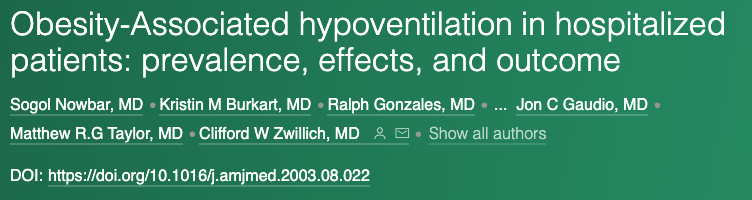 Obesity-Associated hypoventilation in hospitalized
patients: prevalence, effects, and outcome
Sogol Nowbar, MD • Kristin M Burkart, MD • Ralph Gonzales, MD • ... Jon C Gaudio, MD •
Matthew R.G Taylor, MD • Clifford W Zwillich, MD • Show all authors
DOI: https://doi.org/10.1016/j.amjmed.2003.08.022